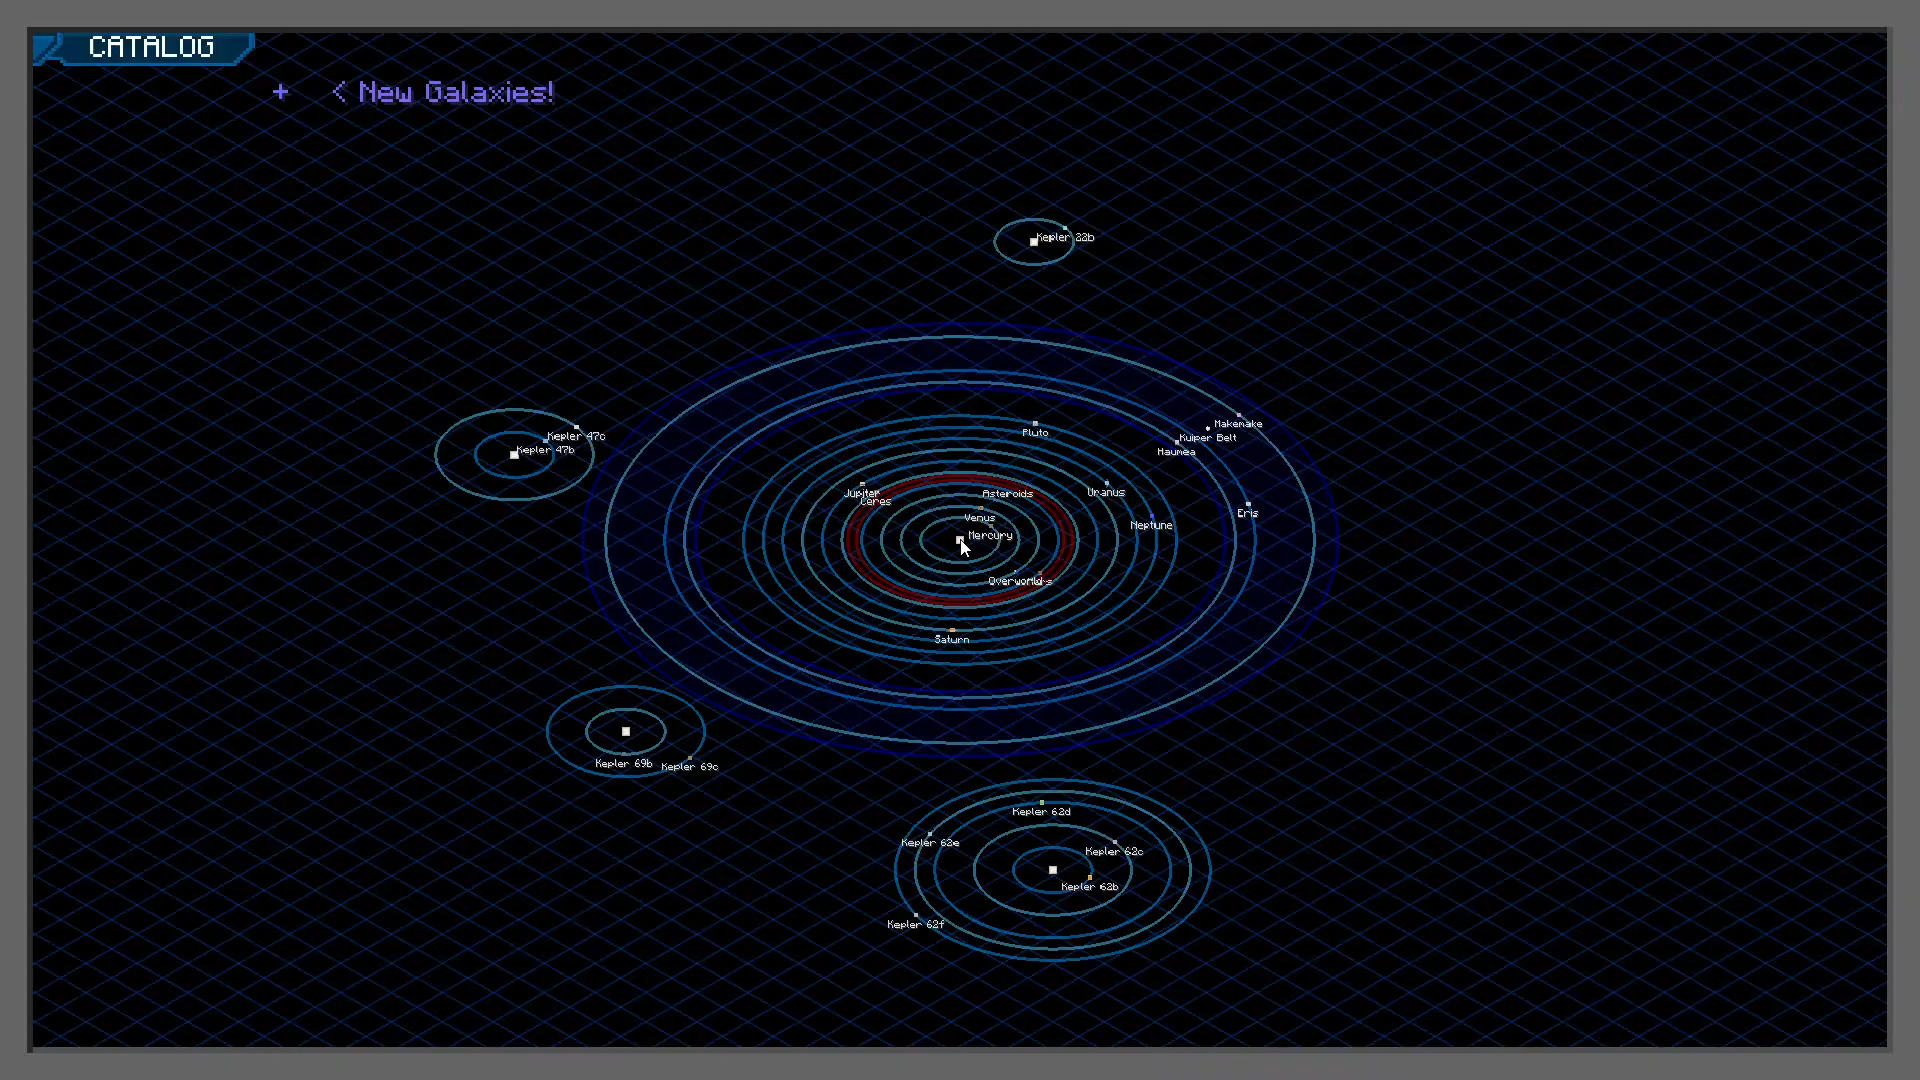 CATALOG
+ < New Galaxies!
Kepler 22b
Makemake
Kuiper Belt
Haumea
Pluto
Kepler 47c
Kepler 47b
Jupiter
Ceres
Asteroids
Uranus
Eris
Venus
Neptune
Mercury
Overworld
Saturn
Kepler 69b
Kepler 69c
Kepler 62d
Kepler 62e
Kepler 62c
Kepler 62b
Kepler 62f